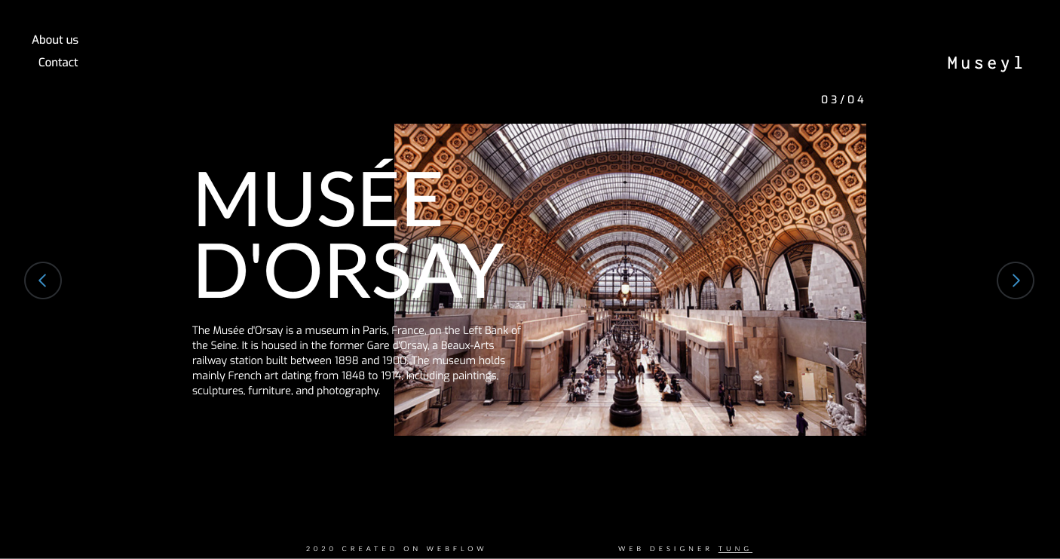 About us
Contact
Museyl
03/04
MUSÉE
D'ORSAY
The Musée d'Orsay is a museum in Paris, France, on the Left Bank of
the Seine. It is housed in the former Gare d'Orsay, a Beaux-Arts
railway station built between 1898 and 1900. The museum holds
mainly French art dating from 1848 to 1914, including paintings,
sculptures, furniture, and photography.
2020 CREATED ON WEBFLOW
WEB DESIGNER TUNG